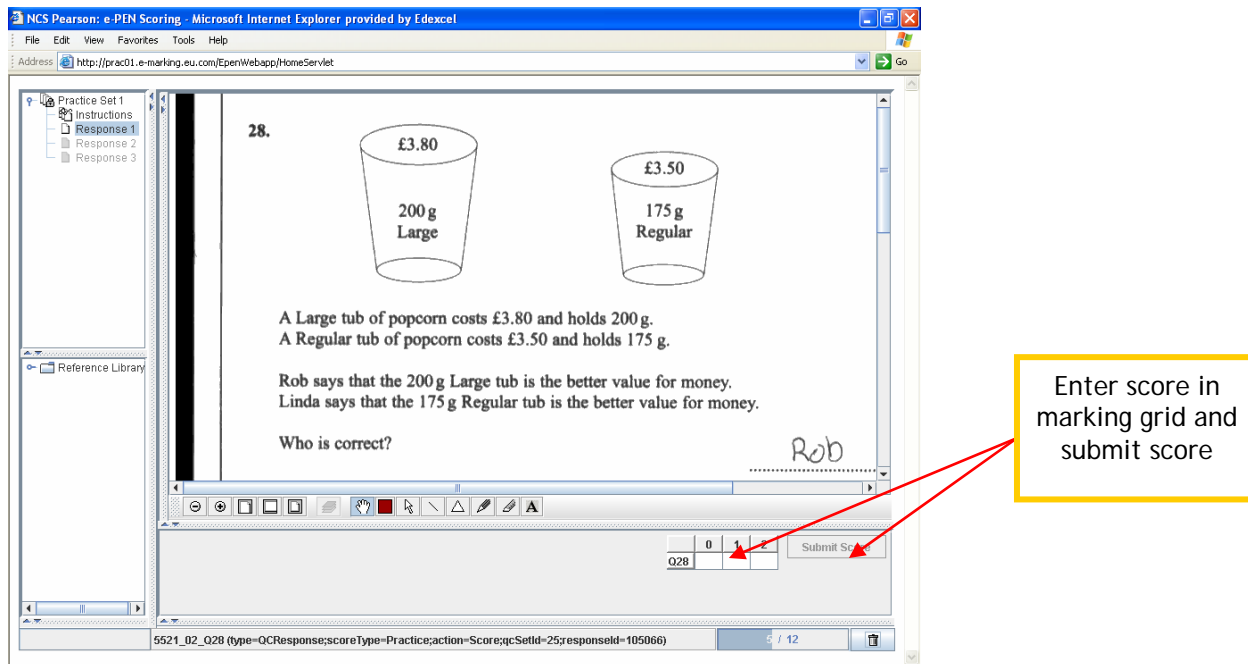 NCS Pearson: e-PEN Scoring - Microsoft Internet Explorer provided by Edexcel
File Edit View Favorites Tools Help
Address http://prac01.e-marking.eu.com/EpenWebapp/HomeServlet Go
Practice Set 1
Instructions
Response 1
Response 2
Response 3
Reference Library
28.
£3.80
200 g
Large
£3.50
175 g
Regular
A Large tub of popcorn costs £3.80 and holds 200 g.
A Regular tub of popcorn costs £3.50 and holds 175 g.
Rob says that the 200 g Large tub is the better value for money.
Linda says that the 175 g Regular tub is the better value for money.
Who is correct?
Rob
A
0 1 2
Q28
Submit Score
5521_02_Q28 (type=QCResponse;scoreType=Practice;action=Score;qcSetId=25;responseId=105066)
5 / 12
Enter score in
marking grid and
submit score